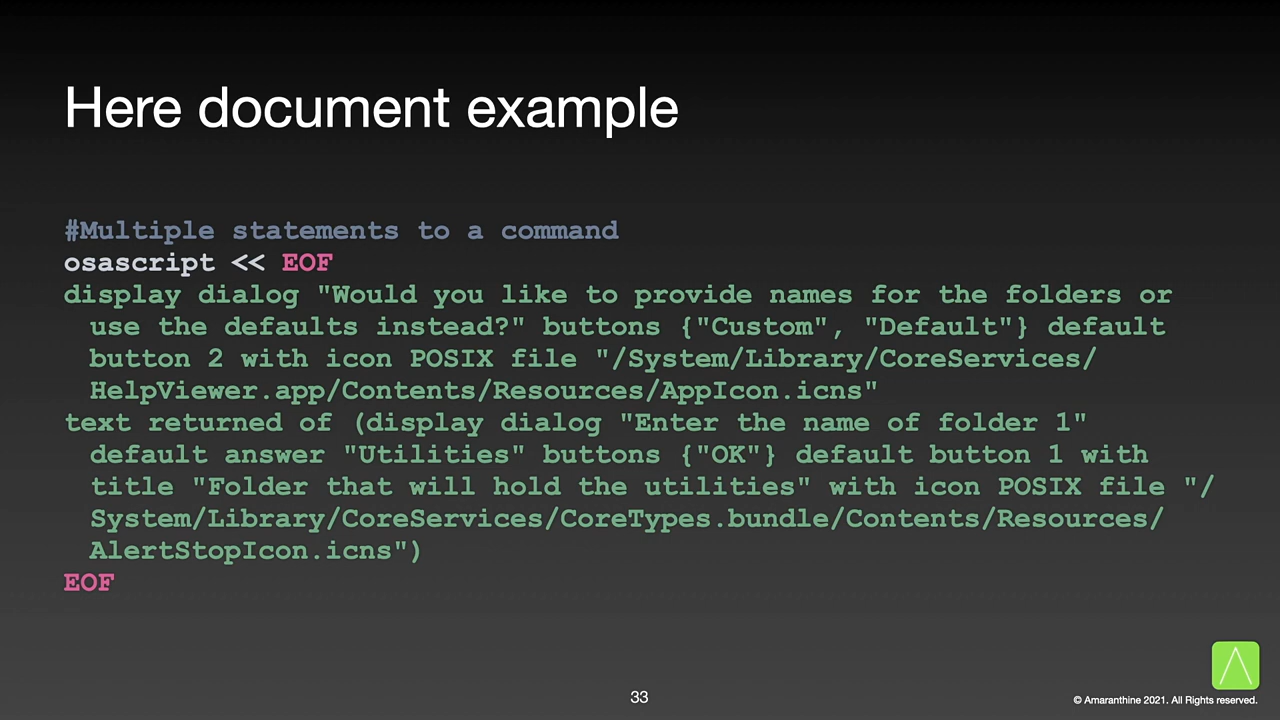 Here document example
#Multiple statements to a command
osascript << EOF
display dialog "Would you like to provide names for the folders or
use the defaults instead?" buttons {"Custom", "Default"} default
button 2 with icon POSIX file "/System/Library/CoreServices/
HelpViewer.app/Contents/Resources/AppIcon.icns"
text returned of (display dialog "Enter the name of folder 1"
default answer "Utilities" buttons {"OK"} default button 1 with
title "Folder that will hold the utilities" with icon POSIX file "/
System/Library/CoreServices/CoreTypes.bundle/Contents/Resources/
AlertStopIcon.icns")
EOF
33
© Amaranthine 2021. All Rights reserved.